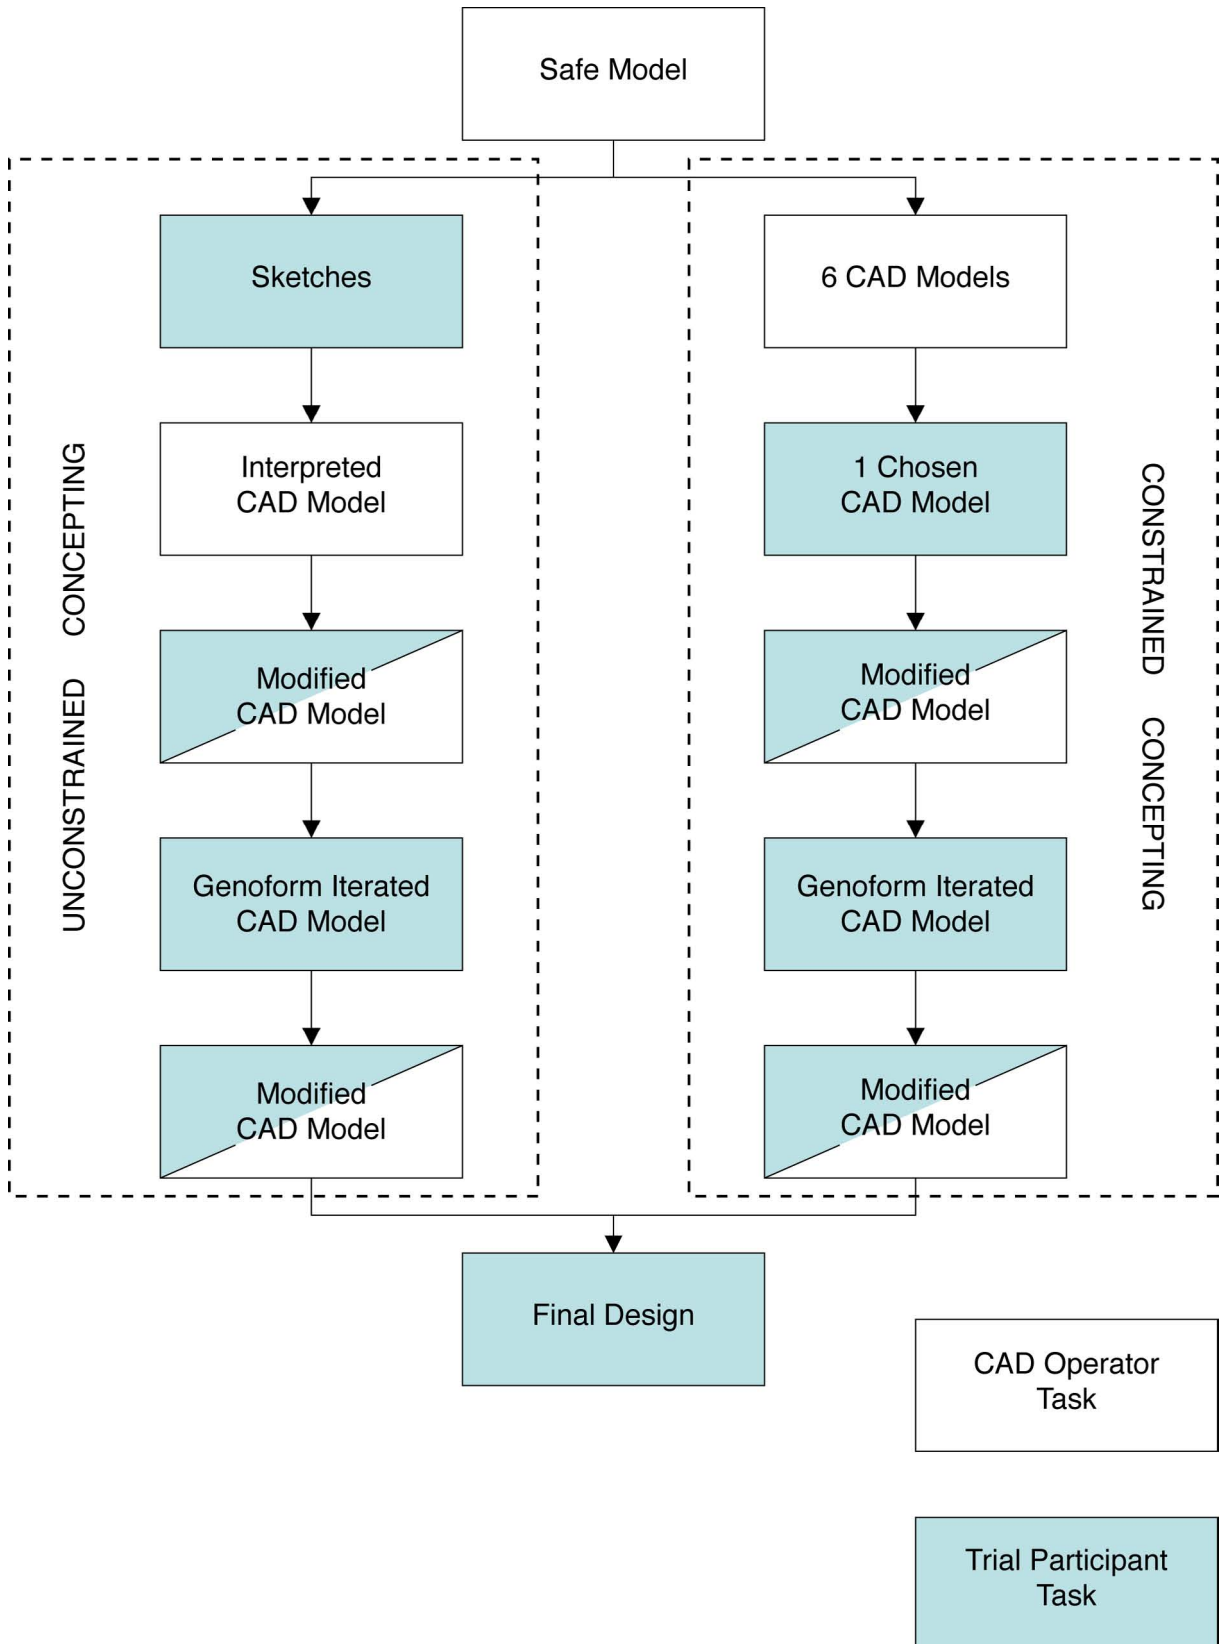 Safe Model
Sketches
6 CAD Models
UNCONSTRAINED CONCEPTING
Interpreted
CAD Model
1 Chosen
CAD Model
CONSTRAINED CONCEPTING
Modified
CAD Model
Modified
CAD Model
Genoform Iterated
CAD Model
Genoform Iterated
CAD Model
Modified
CAD Model
Modified
CAD Model
Final Design
CAD Operator
Task
Trial Participant
Task